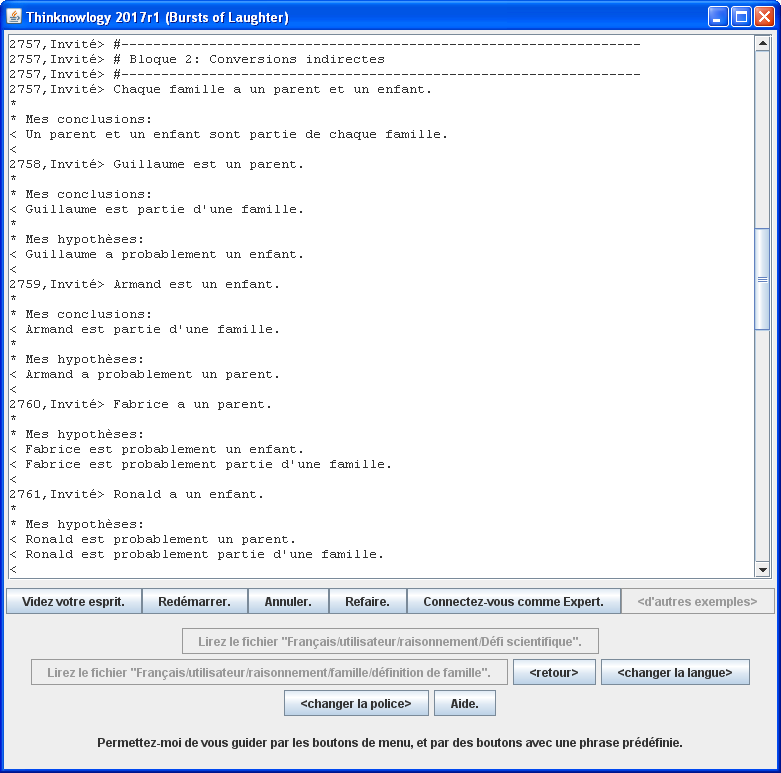 Thinknowlogy 2017r1 (Bursts of Laughter)
2757,Invité> #-----------------------------------------------------------------
2757,Invité> # Bloque 2: Conversions indirectes
2757,Invité> #-----------------------------------------------------------------
2757,Invité> Chaque famille a un parent et un enfant.
*
* Mes conclusions:
< Un parent et un enfant sont partie de chaque famille.
<
2758,Invité> Guillaume est un parent.
*
* Mes conclusions:
< Guillaume est partie d'une famille.
*
* Mes hypothèses:
< Guillaume a probablement un enfant.
<
2759,Invité> Armand est un enfant.
*
* Mes conclusions:
< Armand est partie d'une famille.
*
* Mes hypothèses:
< Armand a probablement un parent.
<
2760,Invité> Fabrice a un parent.
*
* Mes hypothèses:
< Fabrice est probablement un enfant.
< Fabrice est probablement partie d'une famille.
<
2761,Invité> Ronald a un enfant.
*
* Mes hypothèses:
< Ronald est probablement un parent.
< Ronald est probablement partie d'une famille.
<
Videz votre esprit. Redémarrer. Annuler. Refaire. Connectez-vous comme Expert. <d'autres exemples>
Lirez le fichier "Français/utilisateur/raisonnement/Défi scientifique".
Lirez le fichier "Français/utilisateur/raisonnement/famille/définition de famille". <retour> <changer la langue>
<changer la police> Aide.
Permettez-moi de vous guider par les boutons de menu, et par des boutons avec une phrase prédéfinie.